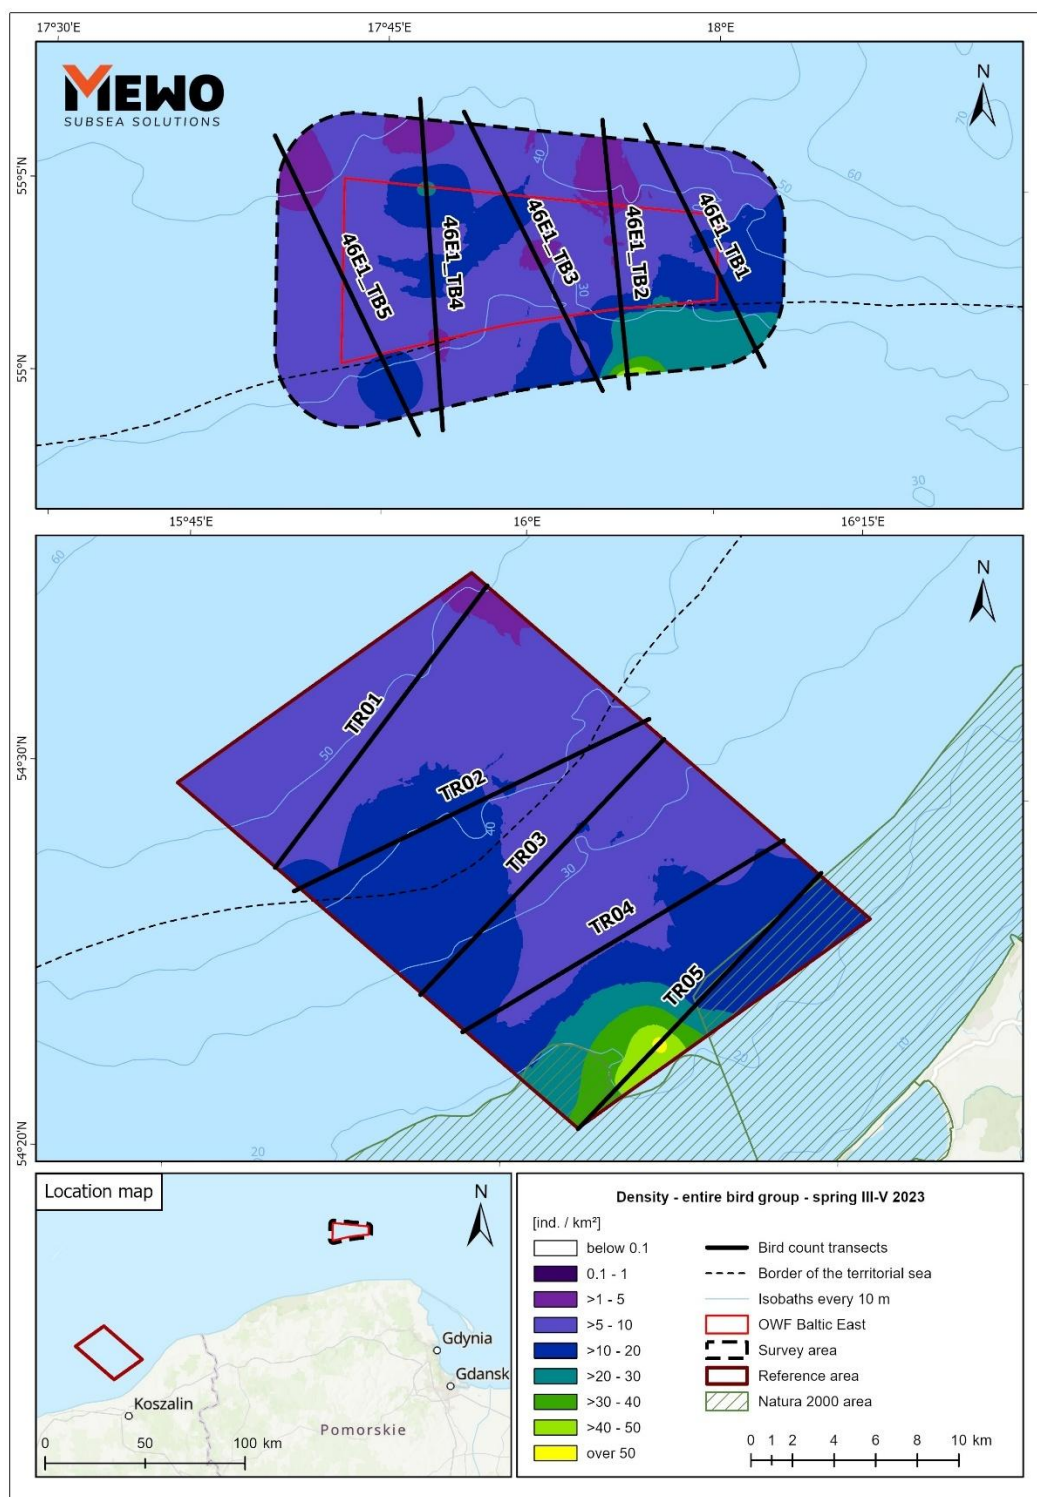 17°30'E 17°45'E 18°E
MEWO
SUBSEA SOLUTIONS
N
70
40
50
60
55°5'N
46E1_TB5
46E1_TB4
46E1_TB3
46E1_TB2
46E1_TB1
30
55°N
30
15°45'E 16°E 16°15'E
60
N
TR01
50
54°30'N
TR02
40
TR03
30
TR04
TR05
20
10
54°20'N
20
Location map
N
Gdynia
Gdansk
Koszalin
Pomorskie
0 50 100 km
Density - entire bird group - spring III-V 2023
[ind. / km²]
below 0.1
0.1 - 1
>1 - 5
>5 - 10
>10 - 20
>20 - 30
>30 - 40
>40 - 50
over 50
Bird count transects
Border of the territorial sea
Isobaths every 10 m
OWF Baltic East
Survey area
Reference area
Natura 2000 area
0 1 2 4 6 8 10 km